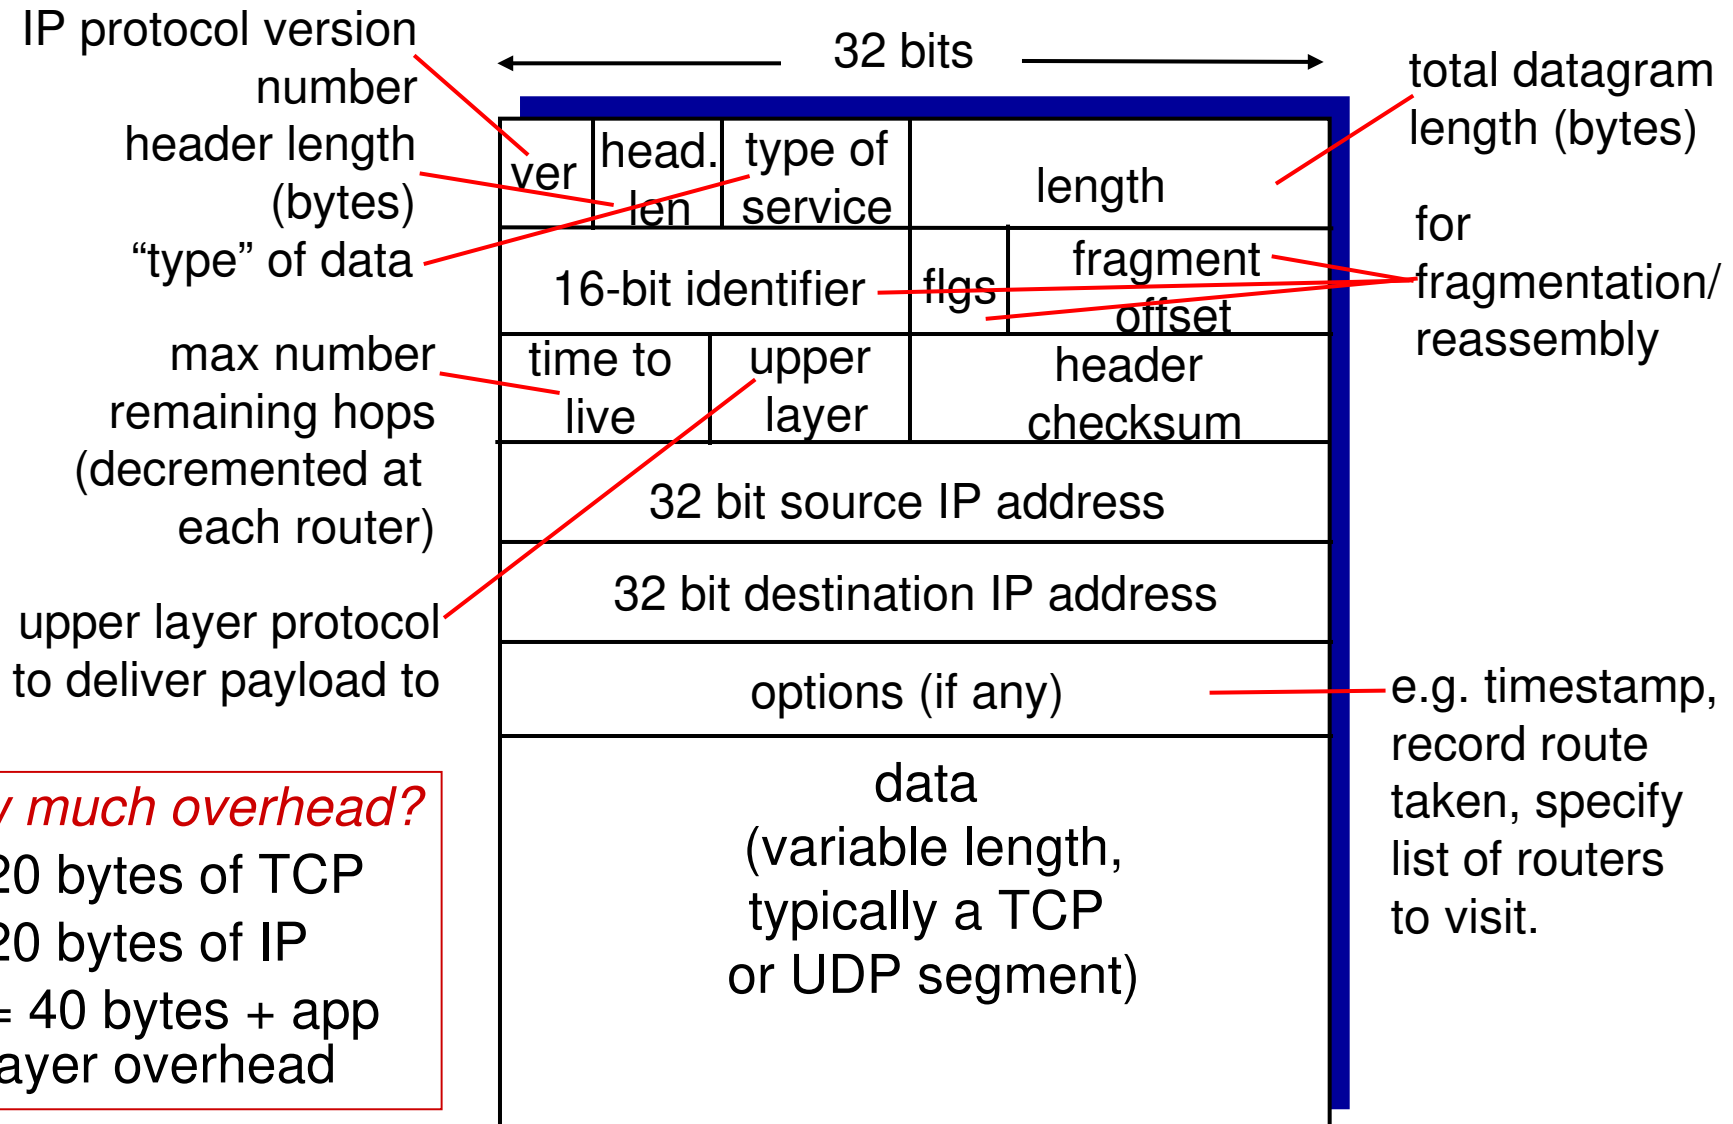 IP protocol version
number
header length
(bytes)
“type” of data
max number
remaining hops
(decremented at
each router)
upper layer protocol
to deliver payload to
32 bits
ver
head.
len
type of
service
length
16-bit identifier
flgs
fragment
offset
time to
live
upper
layer
header
checksum
32 bit source IP address
32 bit destination IP address
options (if any)
data
(variable length,
typically a TCP
or UDP segment)
total datagram
length (bytes)
for
fragmentation/
reassembly
e.g. timestamp,
record route
taken, specify
list of routers
to visit.
much overhead?
20 bytes of TCP
20 bytes of IP
= 40 bytes + app
ayer overhead